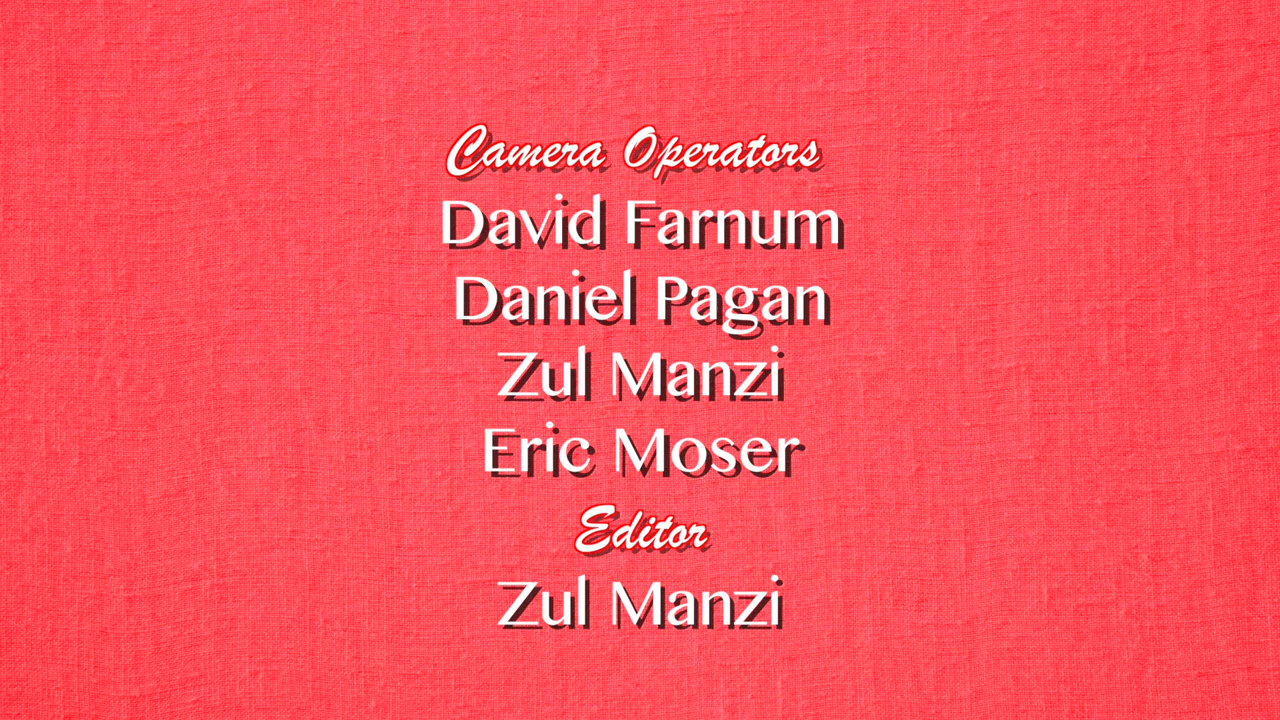 Camera Operators
David Farnum
Daniel Pagan
Zul Manzi
Eric Moser
Editor
Zul Manzi